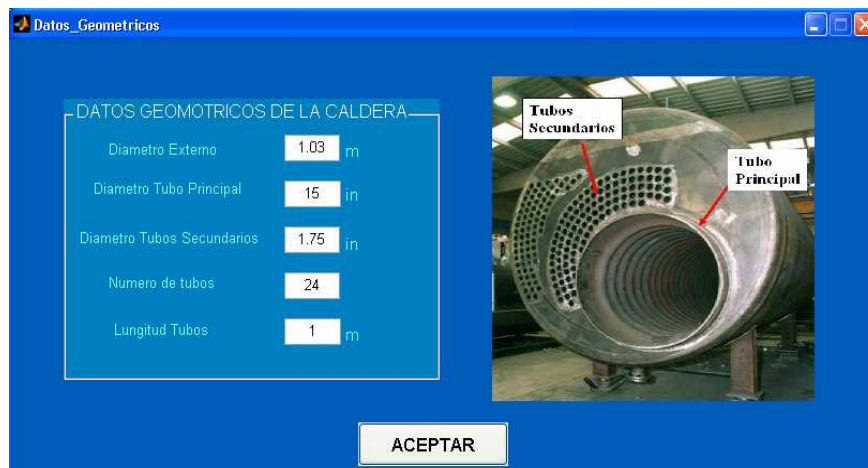 Datos_Geometricos
DATOS GEOMOTRICOS DE LA CALDERA
Diametro Externo 1.03 m
Diametro Tubo Principal 15 in
Diametro Tubos Secundarios 1.75 in
Numero de tubos 24
Lungitud Tubos 1 m
Tubos
Secundarios
Tubo
Principal
ACEPTAR